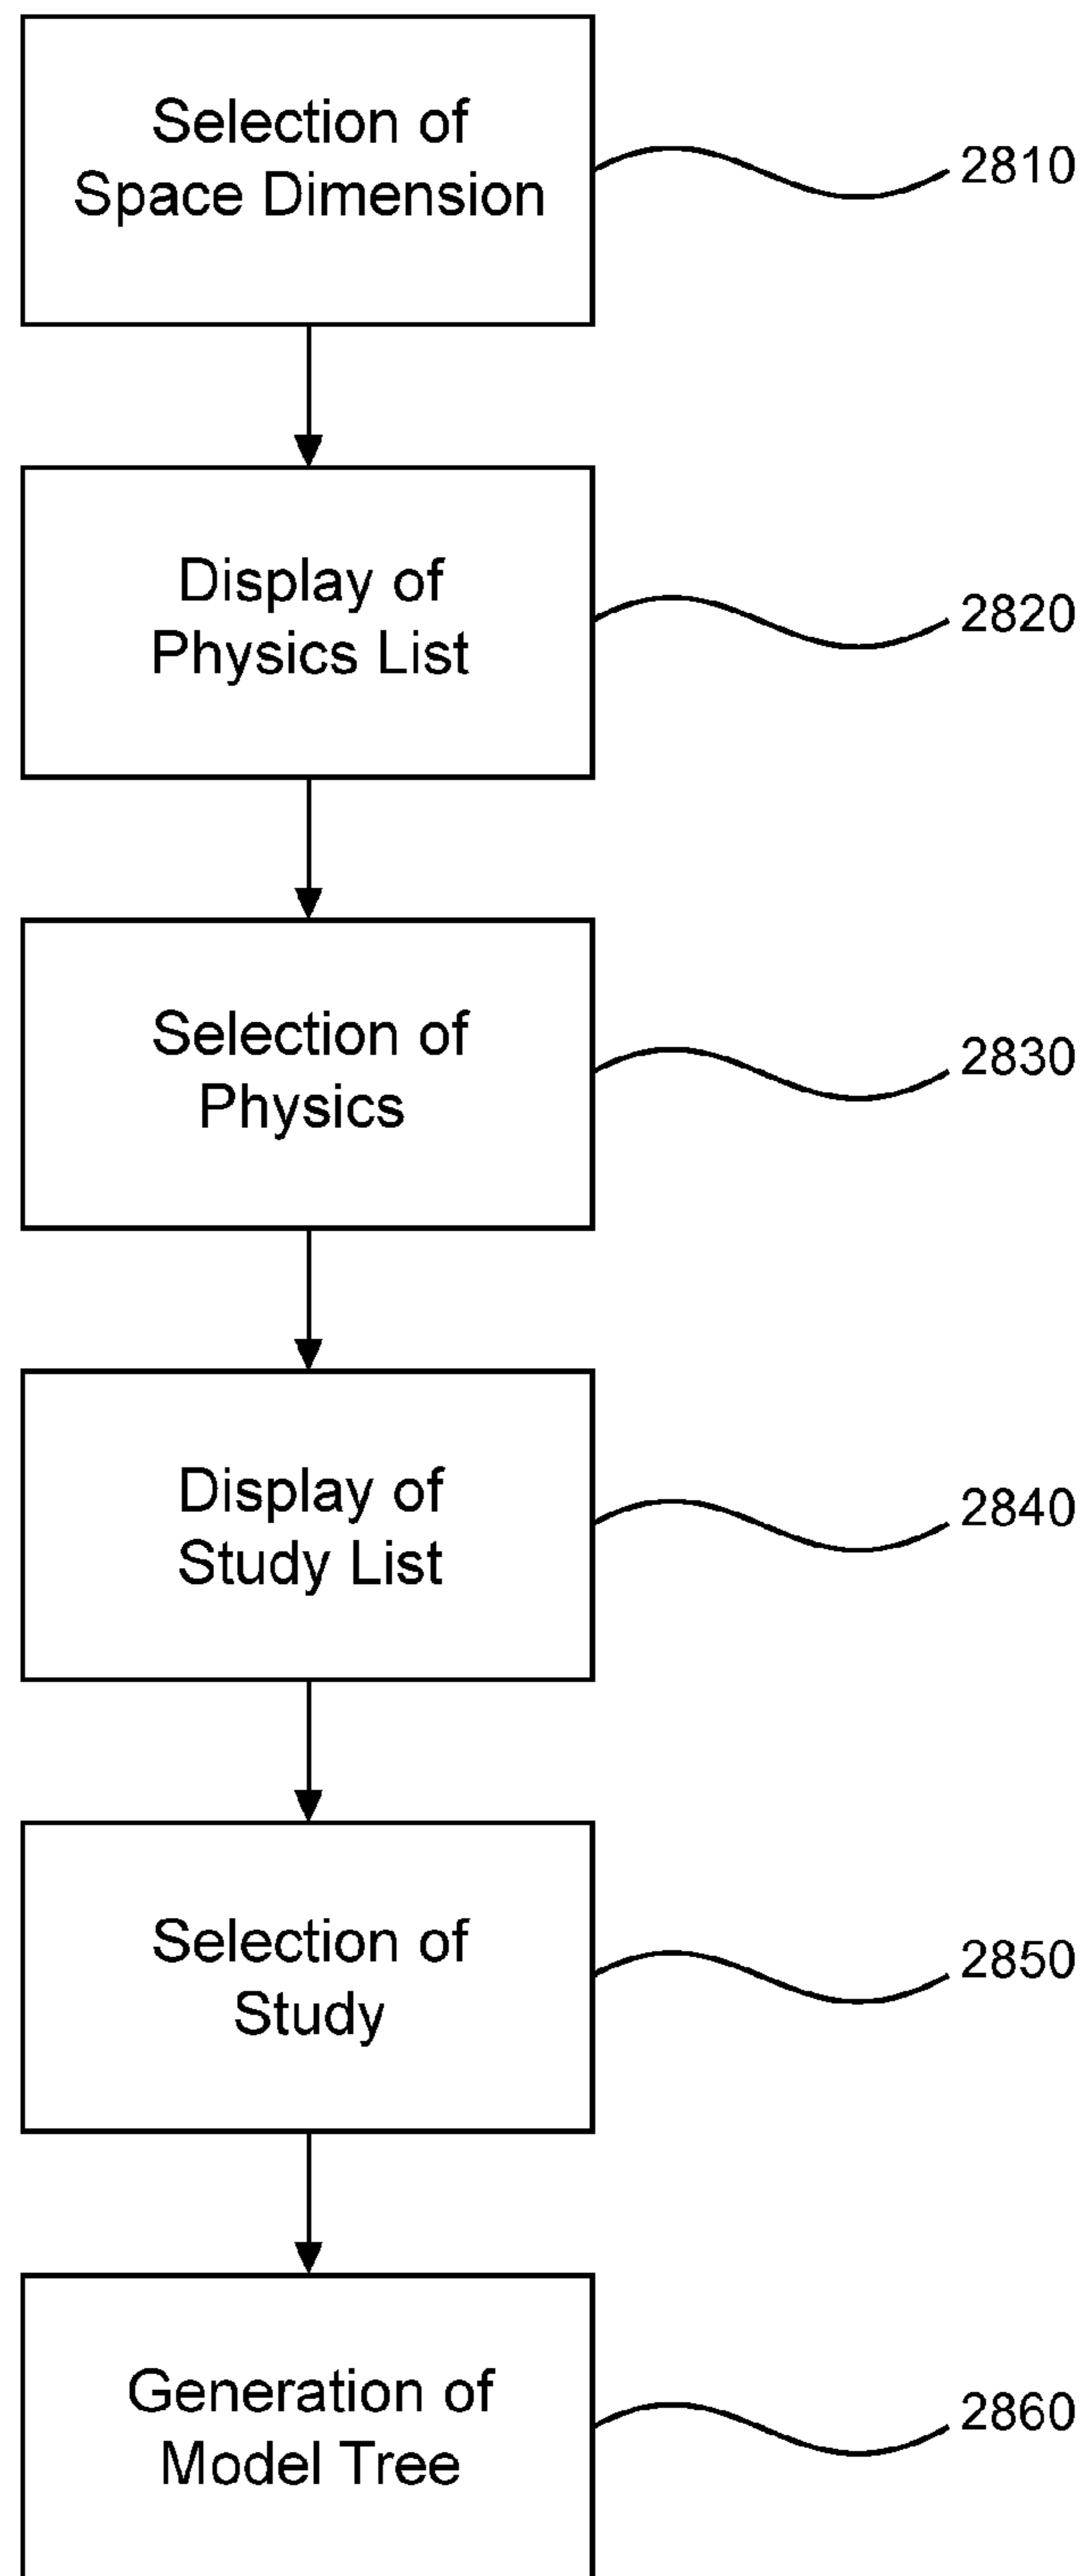 Selection of
Space Dimension
2810
Display of
Physics List
2820
Selection of
Physics
2830
Display of
Study List
2840
Selection of
Study
2850
Generation of
Model Tree
2860